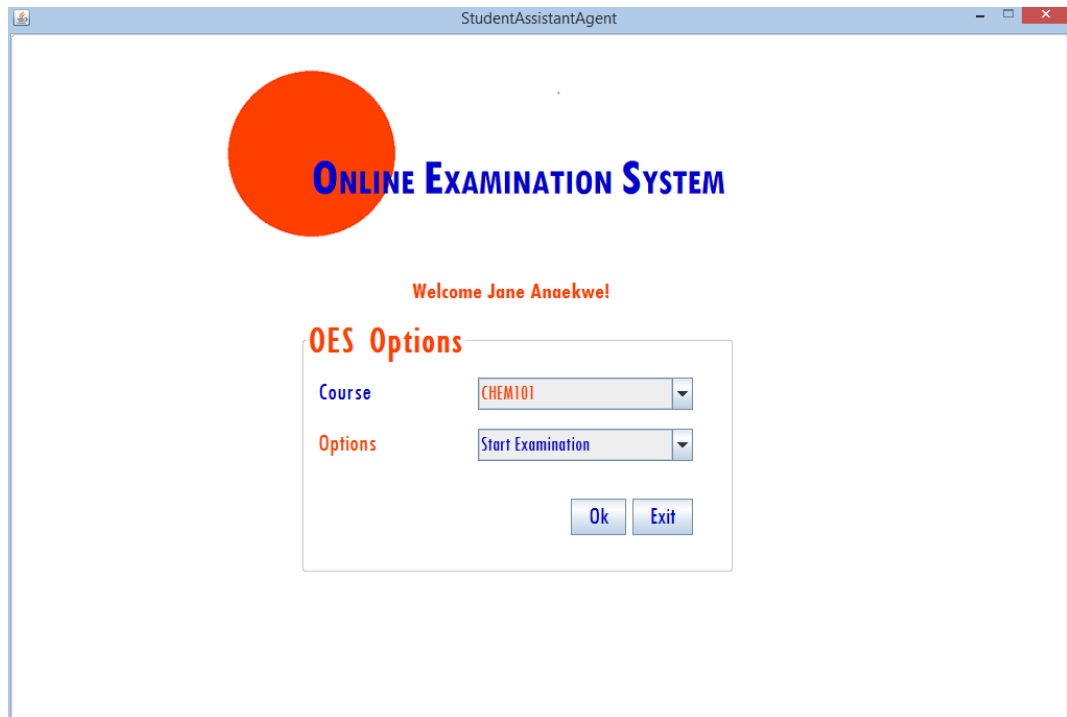 StudentAssistantAgent
ONLINE EXAMINATION SYSTEM
Welcome Jane Anaekwe!
OES Options
Course CHEM101
Options Start Examination
Ok Exit